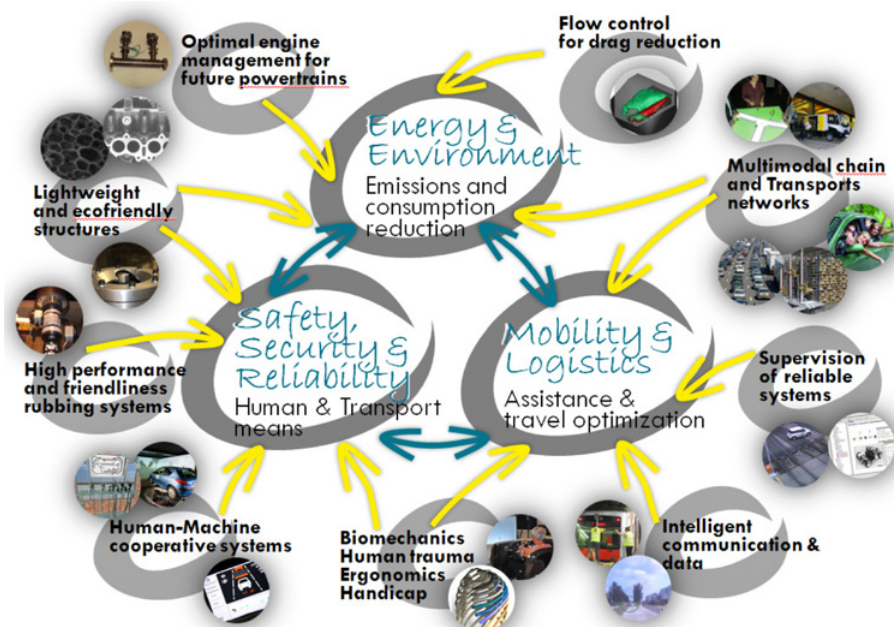 Optimal engine
management for
future powertrains
Flow control
for drag reduction
Energy &
Environment
Emissions and
consumption
reduction
Lightweight
and ecofriendly
structures
Multimodal chain
and Transports
networks
Safety,
Security &
Reliability
Human & Transport
means
Mobility &
Logistics
Assistance &
travel optimization
High performance
and friendliness
rubbing systems
Supervision
of reliable
systems
Human-Machine
cooperative systems
Biomechanics
Human trauma
Ergonomics
Handicap
Intelligent
communication &
data